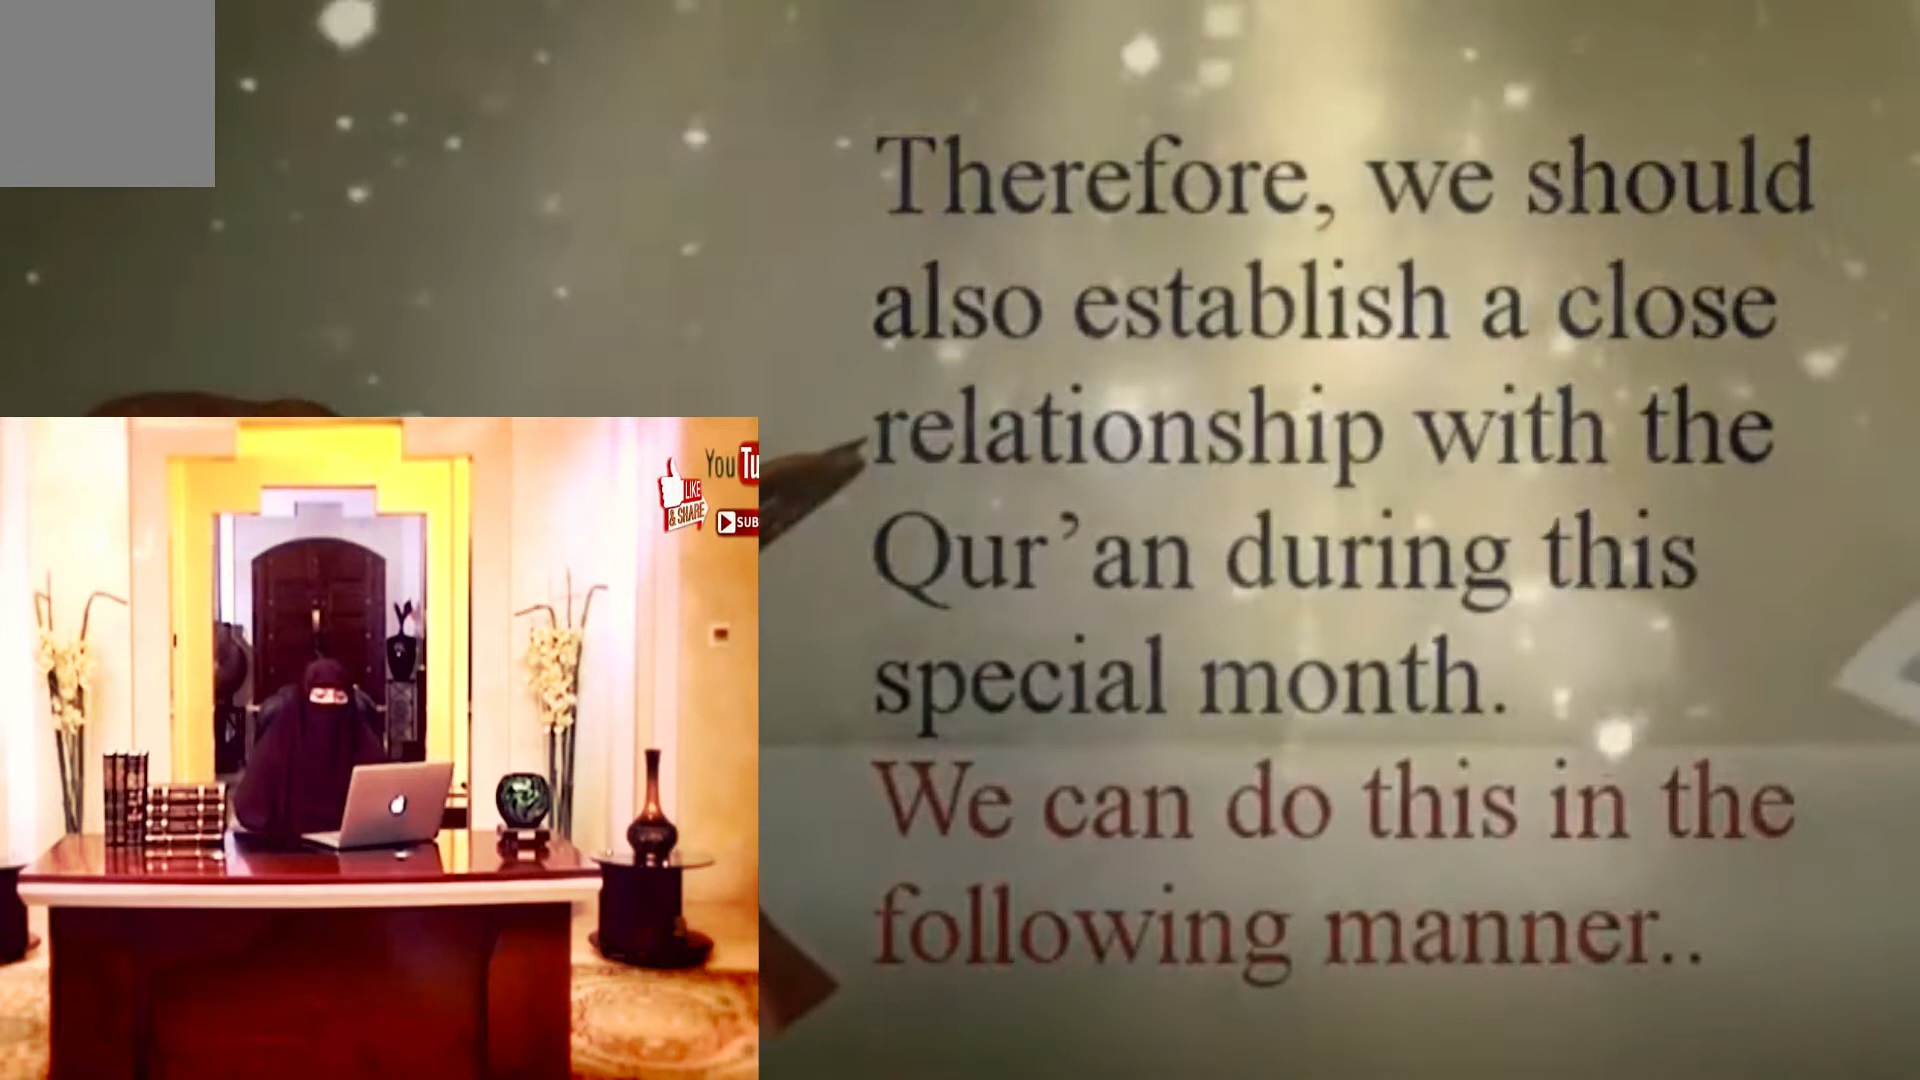 Therefore, we should
also establish a close
relationship with the
Qur’an during this
special month.
We can do this in the
following manner..
You Tu
LIKE
& SHARE
SUB